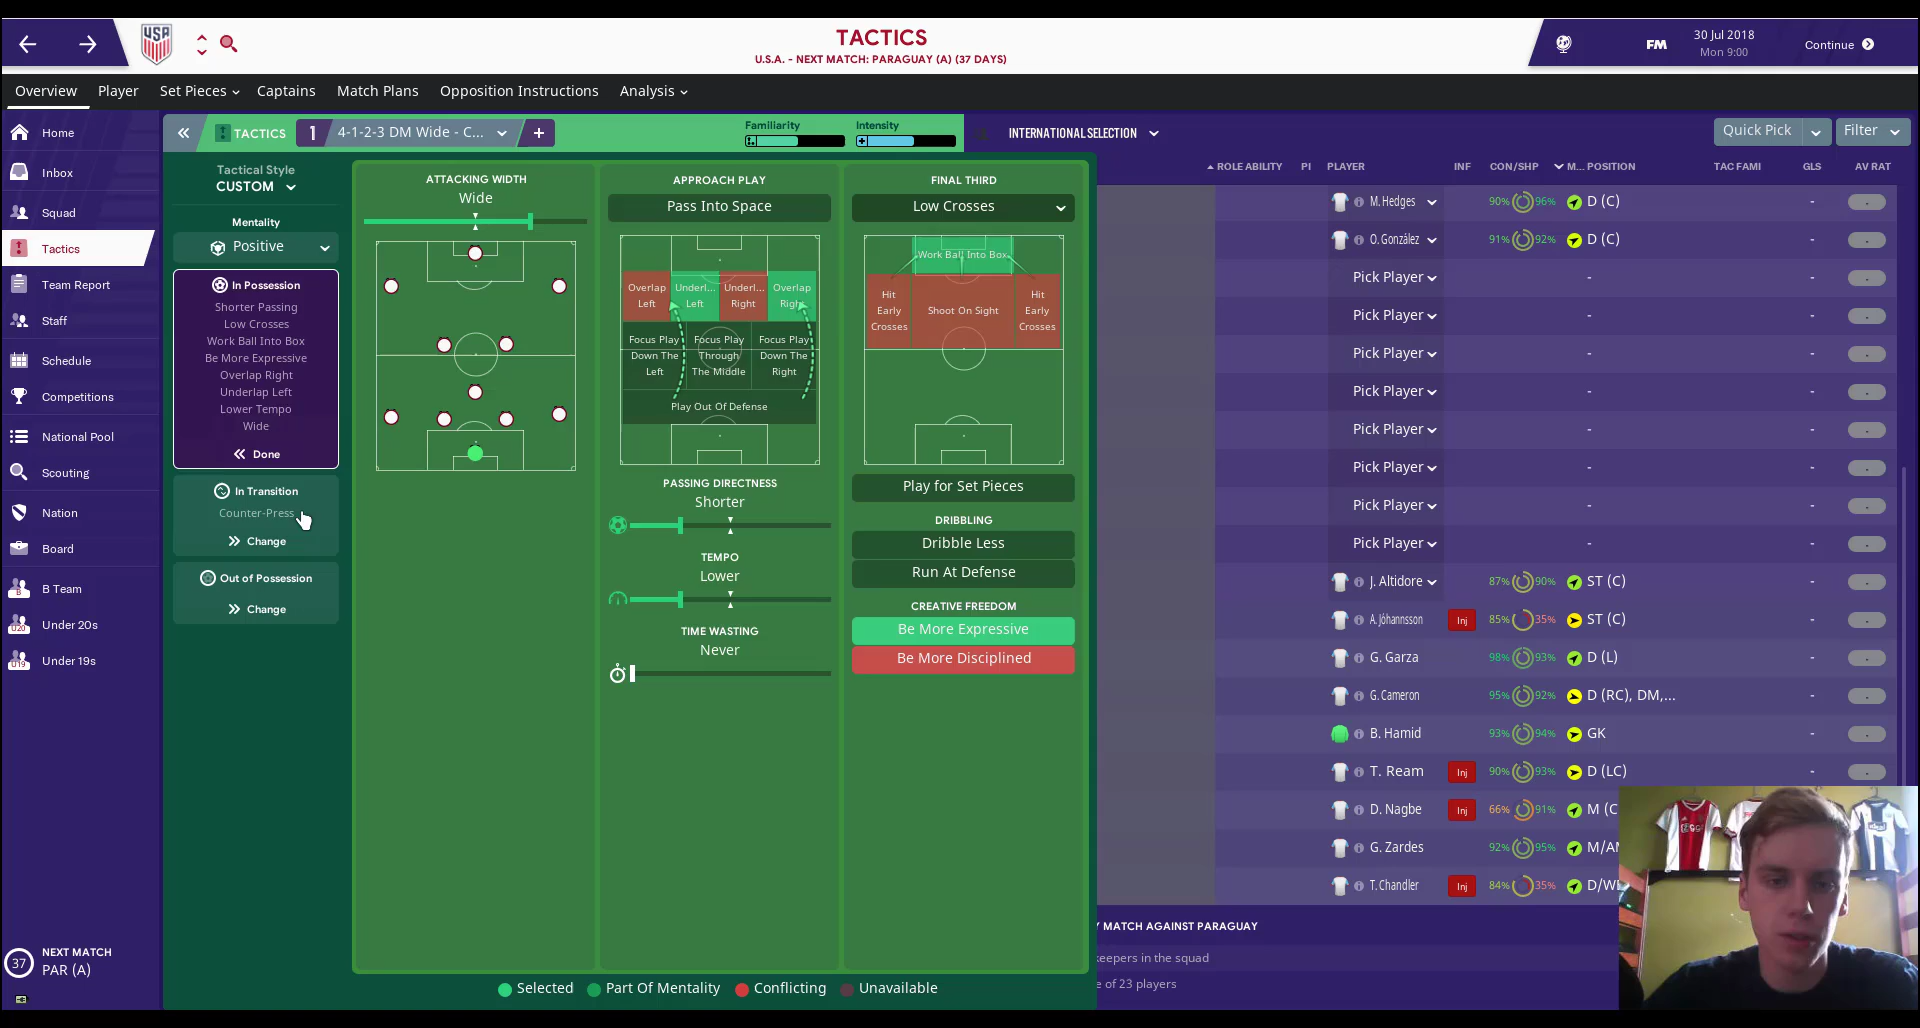 USA
TACTICS
U.S.A. - NEXT MATCH: PARAGUAY (A) (37 DAYS)
FM
30 Jul 2018
Mon 9:00
Continue
Overview
Player
Set Pieces
Captains
Match Plans
Opposition Instructions
Analysis
Home
Inbox
Squad
Tactics
Team Report
Staff
Schedule
Competitions
National Pool
Scouting
Nation
Board
B Team
Under 20s
Under 19s
NEXT MATCH
37
PAR (A)
TACTICS
1
4-1-2-3 DM Wide - C...
Familiarity
Intensity
Tactical Style
CUSTOM
Mentality
Positive
In Possession
Shorter Passing
Low Crosses
Work Ball Into Box
Be More Expressive
Overlap Right
Underlap Left
Lower Tempo
Wide
Done
In Transition
Counter-Press
Change
Out of Possession
Change
ATTACKING WIDTH
Wide
APPROACH PLAY
Pass Into Space
Overlap Left
Underl... Left
Underl... Right
Overlap Right
Focus Play Down The Left
Focus Play Through The Middle
Focus Play Down The Right
Play Out Of Defense
PASSING DIRECTNESS
Shorter
TEMPO
Lower
TIME WASTING
Never
FINAL THIRD
Low Crosses
Work Ball Into Box
Hit Early Crosses
Shoot On Sight
Hit Early Crosses
Play for Set Pieces
DRIBBLING
Dribble Less
Run At Defense
CREATIVE FREEDOM
Be More Expressive
Be More Disciplined
Selected
Part Of Mentality
Conflicting
Unavailable
INTERNATIONAL SELECTION
Quick Pick
Filter
ROLE ABILITY PI PLAYER INF CON/SHP M... POSITION TAC FAMI GLS AV RAT
M. Hedges 90% 96% D (C) -
O. González 91% 92% D (C) -
Pick Player - -
Pick Player - -
Pick Player - -
Pick Player - -
Pick Player - -
Pick Player - -
Pick Player - -
Pick Player - -
J. Altidore 87% 90% ST (C) -
A. Jóhannsson Inj 85% 35% ST (C) -
G. Garza 98% 93% D (L) -
G. Cameron 95% 92% D (RC), DM,... -
B. Hamid 93% 94% GK -
T. Ream Inj 90% 93% D (LC) -
D. Nagbe Inj 66% 91% M (C
G. Zardes 92% 95% M/AM
T. Chandler Inj 84% 35% D/W
Y MATCH AGAINST PARAGUAY
keepers in the squad
e of 23 players